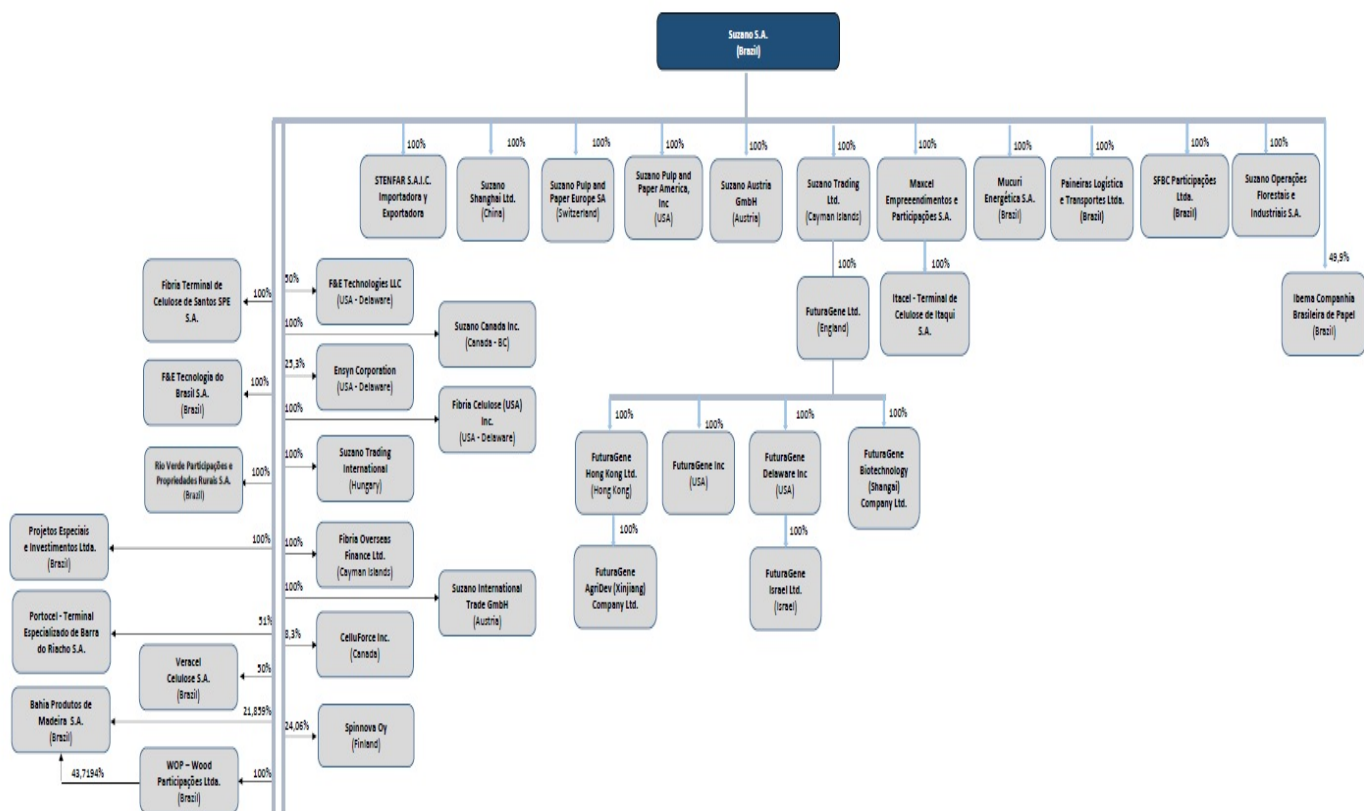 Suzano S.A.
(Brazil)
100%
100%
100%
100%
100%
100%
100%
100%
100%
100%
100%
STENFAR S.A.I.C.
Importadora y
Exportadora
Suzano
Shanghai Ltd.
(China)
Suzano Pulp and
Paper Europe SA
(Switzerland)
Suzano Pulp and
Paper America,
Inc
(USA)
Suzano Austria
GmbH
(Austria)
Suzano Trading
Ltd.
(Cayman Islands)
Maxcel
Empreeendimentos e
Participações S.A.
Mucuri
Energética S.A.
(Brazil)
Paineiras Logística
e Transportes Ltda.
(Brazil)
SFBC Participações
Ltda.
(Brazil)
Suzano Operações
Florestais e
Industriais S.A.
49,9%
Ibema Companhia
Brasileira de Papel
(Brazil)
100%
FuturaGene Ltd.
(England)
100%
Itacel - Terminal de
Celulose de Itaqui
S.A.
100%
100%
100%
100%
FuturaGene
Hong Kong Ltd.
(Hong Kong)
FuturaGene Inc
(USA)
FuturaGene
Delaware Inc
(USA)
FuturaGene
Biotechnology
(Shangai)
Company Ltd.
100%
FuturaGene
AgriDev (Xinjiang)
Company Ltd.
100%
FuturaGene
Israel Ltd.
(Israel)
Fibria Terminal de
Celulose de Santos SPE
S.A.
100%
50%
F&E Technologies LLC
(USA - Delaware)
100%
Suzano Canada Inc.
(Canada - BC)
F&E Tecnologia do
Brasil S.A.
(Brazil)
100%
25,3%
Ensyn Corporation
(USA - Delaware)
100%
Fibria Celulose (USA)
Inc.
(USA - Delaware)
Rio Verde Participações e
Propriedades Rurais S.A.
(Brazil)
100%
100%
Suzano Trading
International
(Hungary)
Projetos Especiais
e Investimentos Ltda.
(Brazil)
100%
100%
Fibria Overseas
Finance Ltd.
(Cayman Islands)
100%
Suzano International
Trade GmbH
(Austria)
Portocel - Terminal
Especializado de Barra
do Riacho S.A.
51%
8,3%
CelluForce Inc.
(Canada)
Veracel
Celulose S.A.
(Brazil)
50%
Bahia Produtos de
Madeira S.A.
(Brazil)
21,859%
24,06%
Spinnova Oy
(Finland)
43,7194%
WOP – Wood
Participações Ltda.
(Brazil)
100%